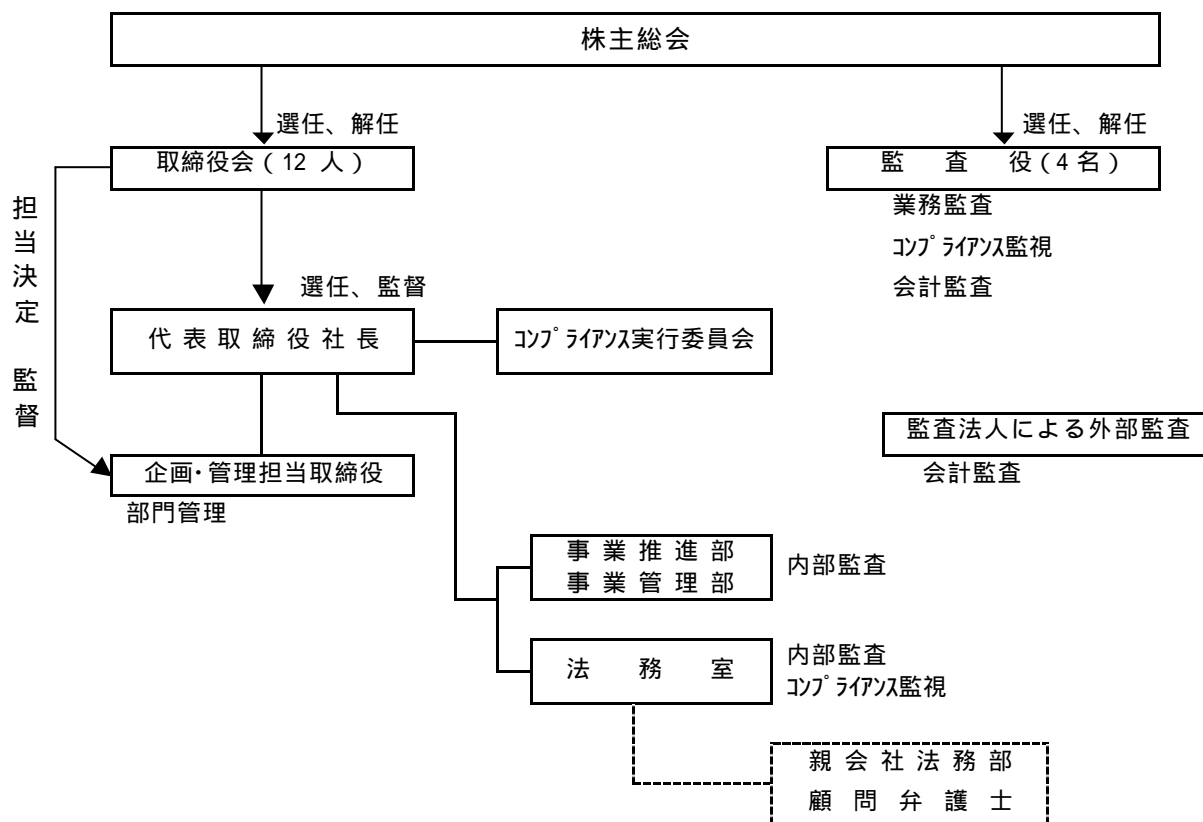 株主総会
選任、解任
選任、解任
取締役会(12 人)
監 査 役(4名)
業務監査
コンプライアンス監視
会計監査
担当決定 監督
選任、監督
代表取締役社長
コンプライアンス実行委員会
監査法人による外部監査
会計監査
企画・管理担当取締役
部門管理
事業推進部
事業管理部
内部監査
法 務 室
内部監査
コンプライアンス監視
親会社法務部
顧問弁護士